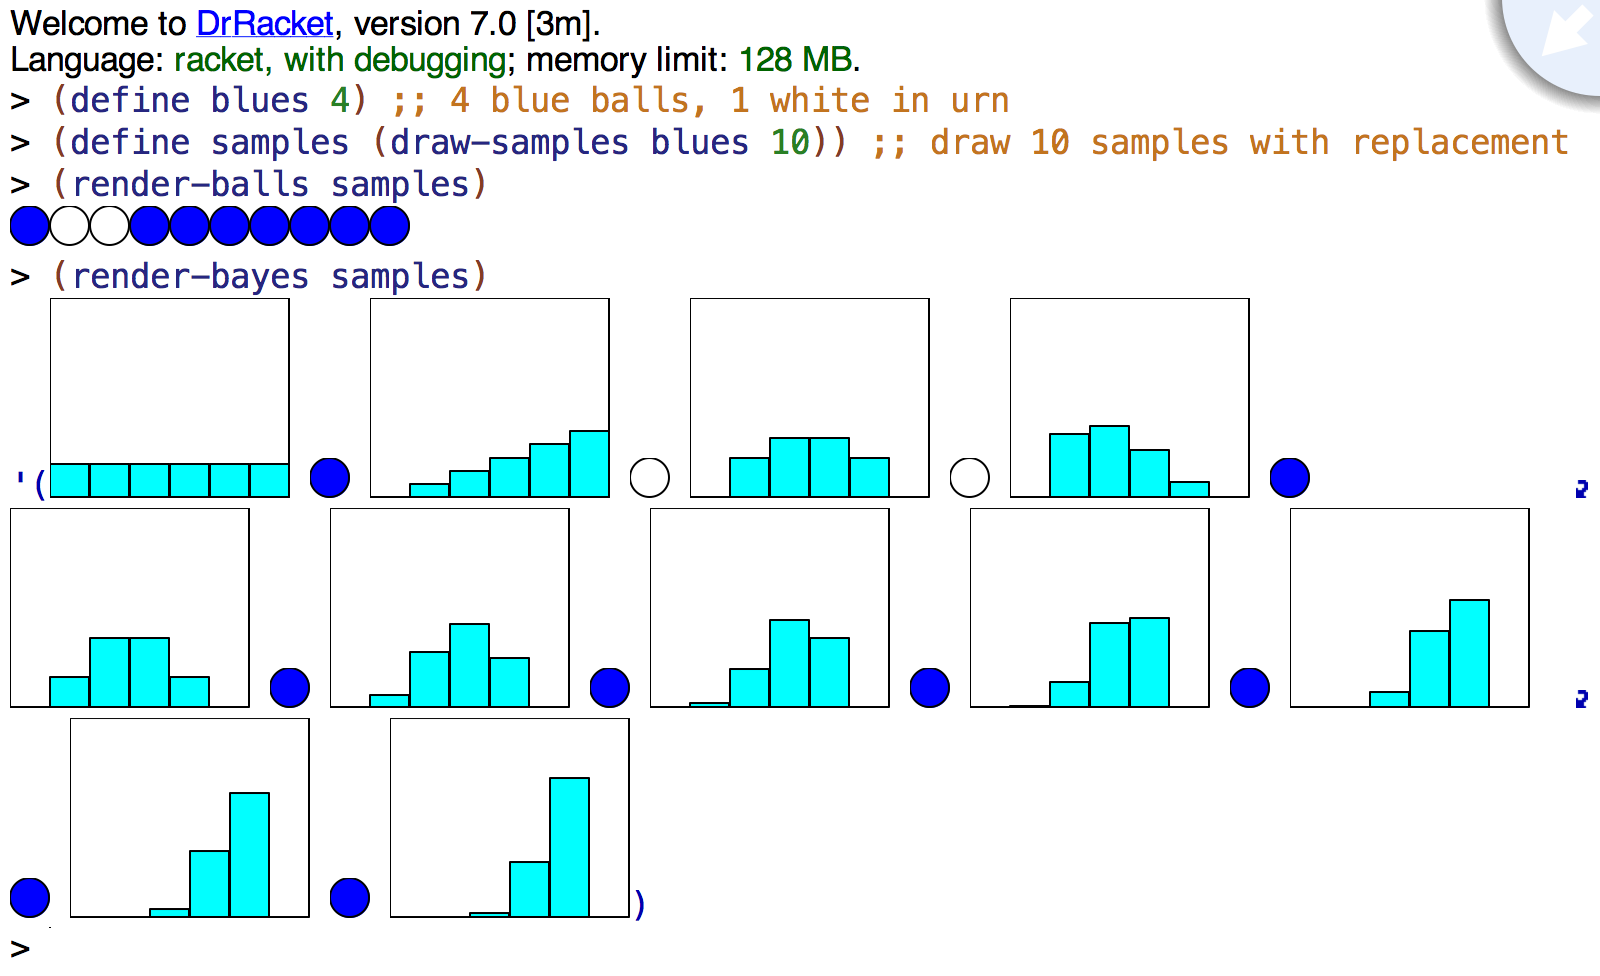 Welcome to DrRacket, version 7.0 [3m].
Language: racket, with debugging; memory limit: 128 MB.
> (define blues 4) ;; 4 blue balls, 1 white in urn
> (define samples (draw-samples blues 10)) ;; draw 10 samples with replacement
> (render-balls samples)
> (render-bayes samples)
'(
)
>